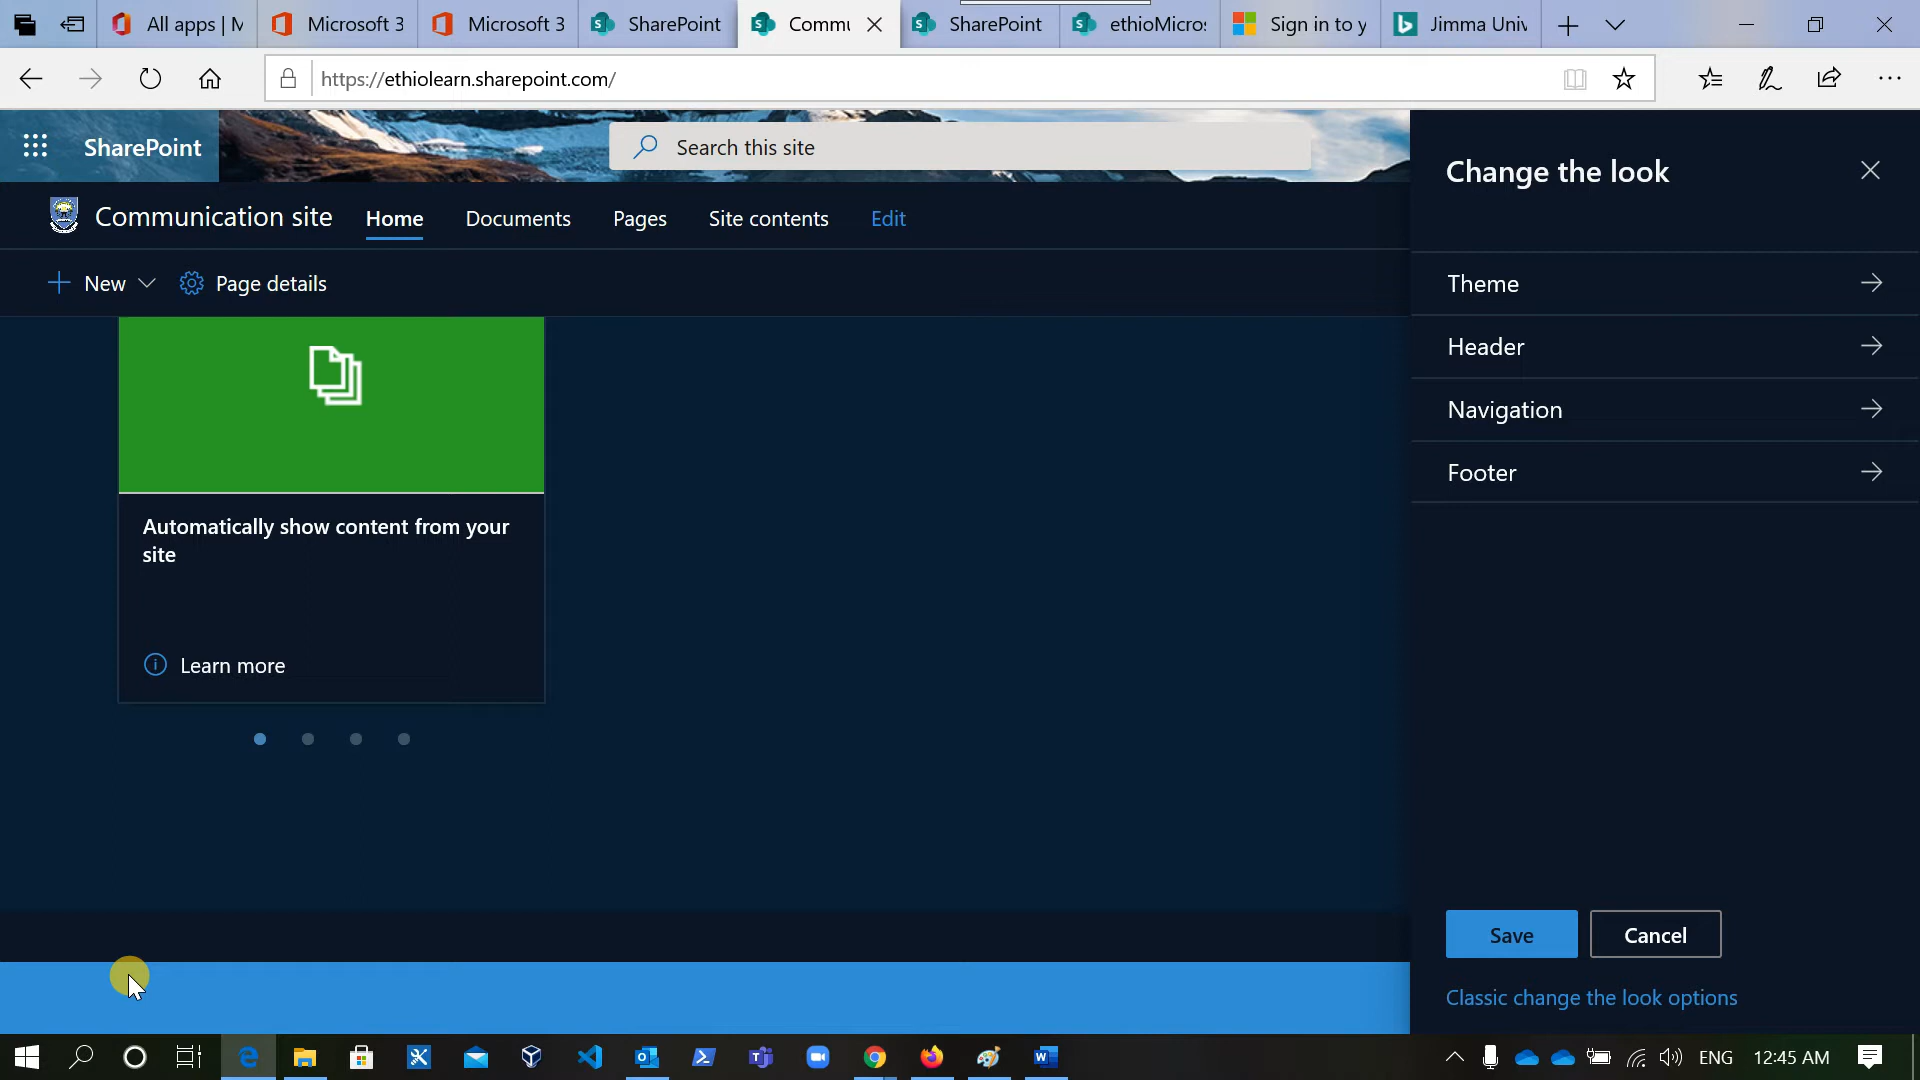 All apps | M
Microsoft 3
Microsoft 3
SharePoint
Commu
SharePoint
ethioMicros
Sign in to y
Jimma Univ
https://ethiolearn.sharepoint.com/
SharePoint
Search this site
Communication site
Home
Documents
Pages
Site contents
Edit
New
Page details
Automatically show content from your
site
Learn more
Change the look
Theme
Header
Navigation
Footer
Save
Cancel
Classic change the look options
ENG
12:45 AM